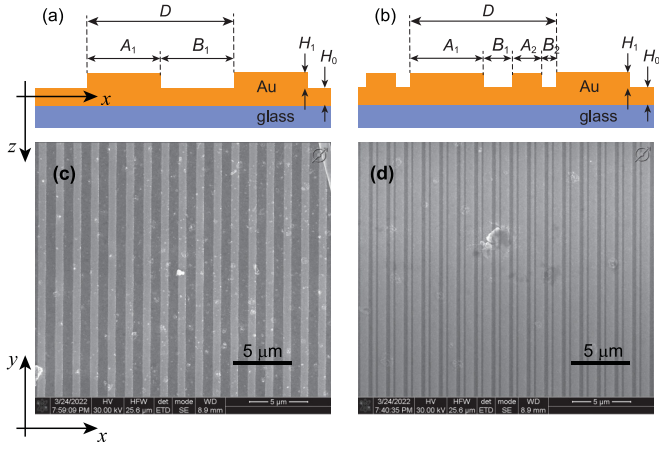 (a)
D
A1
B1
H1
H0
Au
glass
x
z
(b)
D
A1
B1
A2
B2
H1
H0
Au
glass
(c)
5 μm
3/24/2022 HV HFW det mode WD
7:59:09 PM 30.00 kV 25.6 μm ETD SE 8.9 mm
5 μm
(d)
5 μm
3/24/2022 HV HFW det mode WD
7:40:35 PM 30.00 kV 25.6 μm ETD SE 8.9 mm
5 μm
y
x